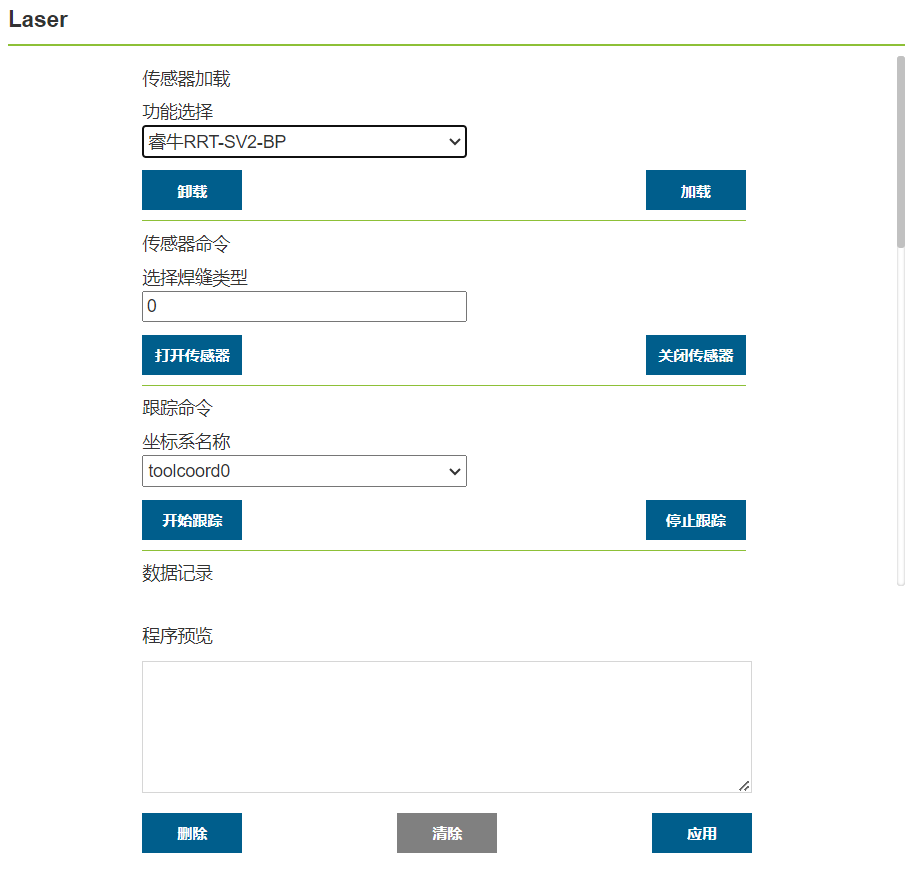 Laser
传感器加载
功能选择
睿牛RRT-SV2-BP
卸载 加载
传感器命令
选择焊缝类型
0
打开传感器 关闭传感器
跟踪命令
坐标系名称
toolcoord0
开始跟踪 停止跟踪
数据记录
程序预览
删除 清除 应用